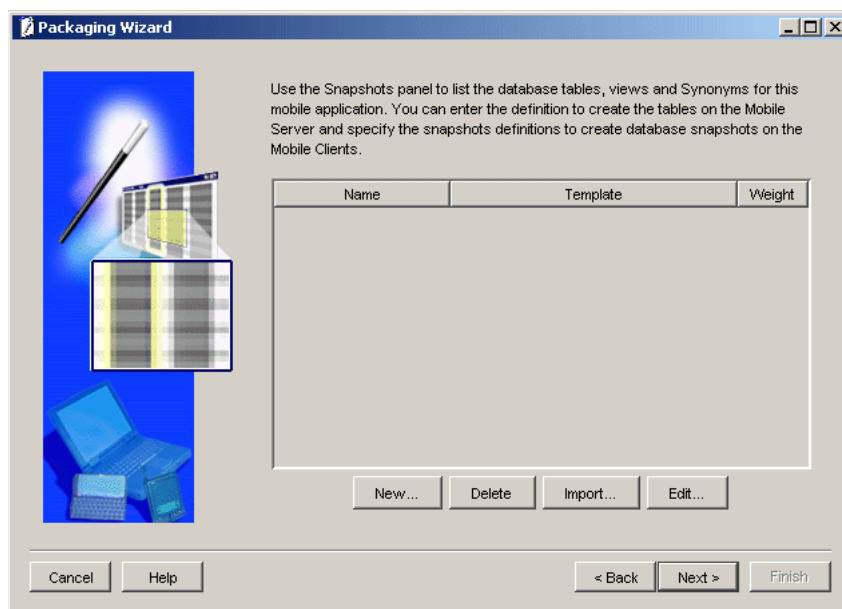 Packaging Wizard
Use the Snapshots panel to list the database tables, views and Synonyms for this
mobile application. You can enter the definition to create the tables on the Mobile
Server and specify the snapshots definitions to create database snapshots on the
Mobile Clients.
Name Template Weight
New... Delete Import... Edit...
Cancel Help < Back Next > Finish